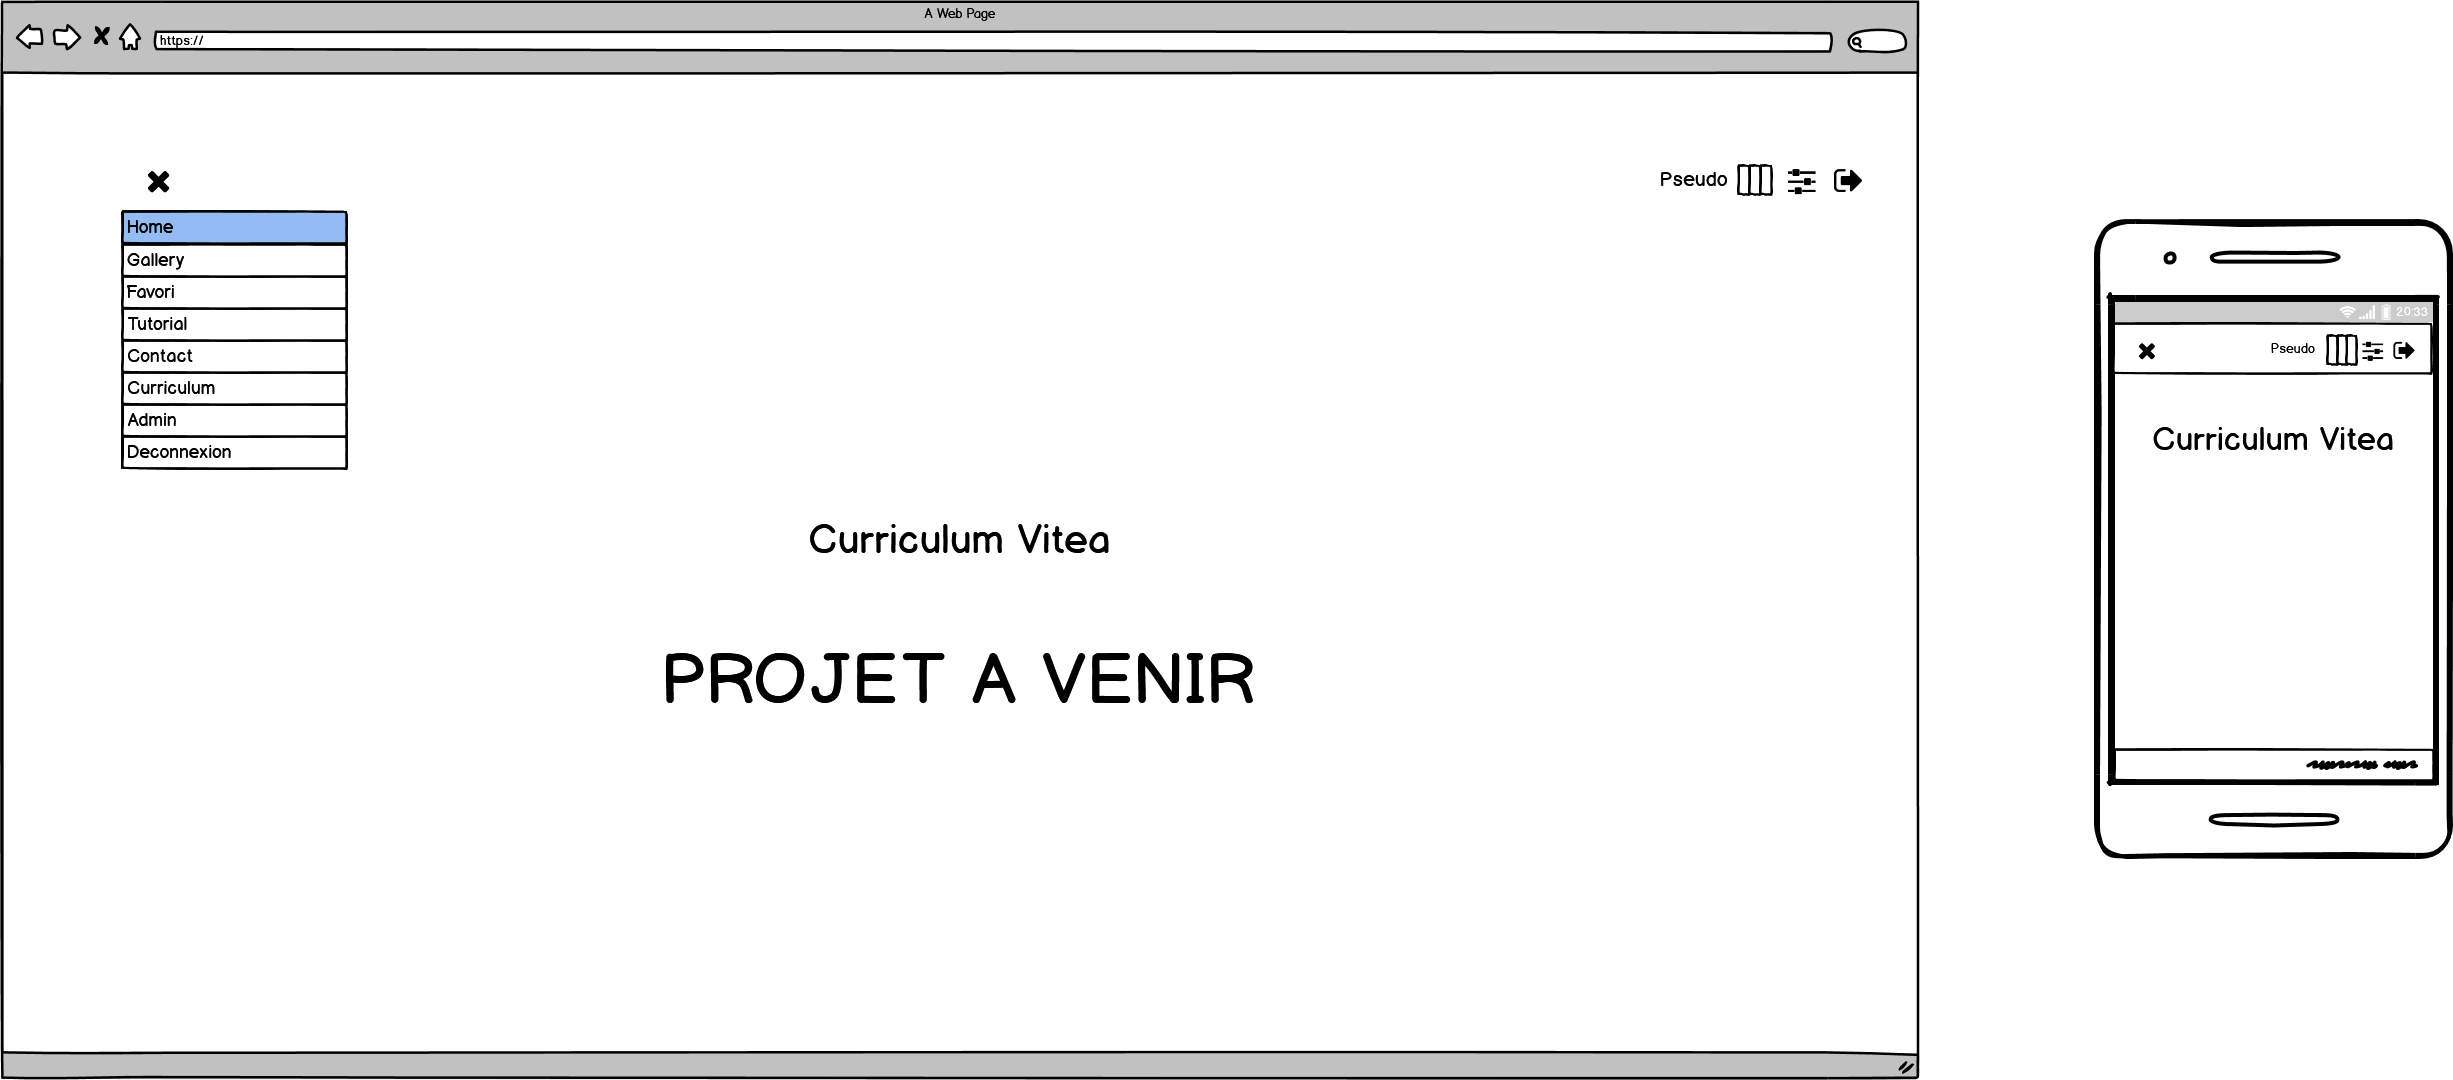 A Web Page
https://
Pseudo
Home
Gallery
Favori
Tutorial
Contact
Curriculum
Admin
Deconnexion
Curriculum Vitea
PROJET A VENIR
20:33
Pseudo
Curriculum Vitea